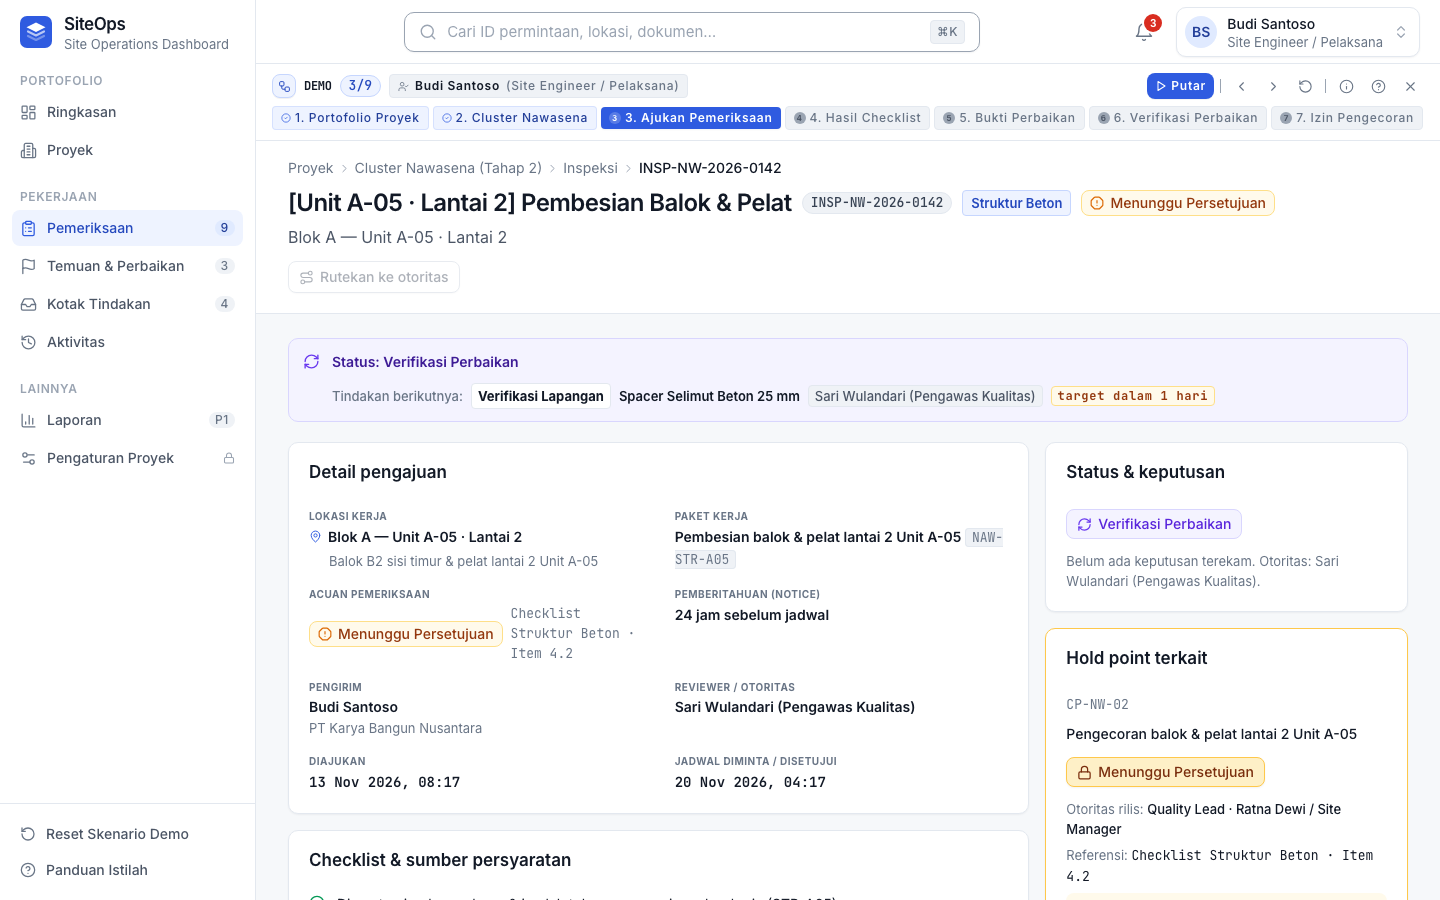 SiteOps
Site Operations Dashboard
Cari ID permintaan, lokasi, dokumen...
⌘K
3
BS
Budi Santoso
Site Engineer / Pelaksana
PORTOFOLIO
Ringkasan
Proyek
PEKERJAAN
Pemeriksaan 9
Temuan & Perbaikan 3
Kotak Tindakan 4
Aktivitas
LAINNYA
Laporan P1
Pengaturan Proyek
Reset Skenario Demo
Panduan Istilah
DEMO 3/9 Budi Santoso (Site Engineer / Pelaksana)
Putar
1. Portofolio Proyek
2. Cluster Nawasena
3 3. Ajukan Pemeriksaan
4 4. Hasil Checklist
5 5. Bukti Perbaikan
6 6. Verifikasi Perbaikan
7 7. Izin Pengecoran
Proyek > Cluster Nawasena (Tahap 2) > Inspeksi > INSP-NW-2026-0142
[Unit A-05 · Lantai 2] Pembesian Balok & Pelat INSP-NW-2026-0142 Struktur Beton Menunggu Persetujuan
Blok A — Unit A-05 · Lantai 2
Rutekan ke otoritas
Status: Verifikasi Perbaikan
Tindakan berikutnya: Verifikasi Lapangan Spacer Selimut Beton 25 mm Sari Wulandari (Pengawas Kualitas) target dalam 1 hari
Detail pengajuan
LOKASI KERJA
Blok A — Unit A-05 · Lantai 2
Balok B2 sisi timur & pelat lantai 2 Unit A-05
PAKET KERJA
Pembesian balok & pelat lantai 2 Unit A-05 NAW-
STR-A05
ACUAN PEMERIKSAAN
Menunggu Persetujuan
Checklist
Struktur Beton ·
Item 4.2
PEMBERITAHUAN (NOTICE)
24 jam sebelum jadwal
PENGIRIM
Budi Santoso
PT Karya Bangun Nusantara
REVIEWER / OTORITAS
Sari Wulandari (Pengawas Kualitas)
DIAJUKAN
13 Nov 2026, 08:17
JADWAL DIMINTA / DISETUJUI
20 Nov 2026, 04:17
Checklist & sumber persyaratan
Status & keputusan
Verifikasi Perbaikan
Belum ada keputusan terekam. Otoritas: Sari
Wulandari (Pengawas Kualitas).
Hold point terkait
CP-NW-02
Pengecoran balok & pelat lantai 2 Unit A-05
Menunggu Persetujuan
Otoritas rilis: Quality Lead · Ratna Dewi / Site
Manager
Referensi: Checklist Struktur Beton · Item
4.2